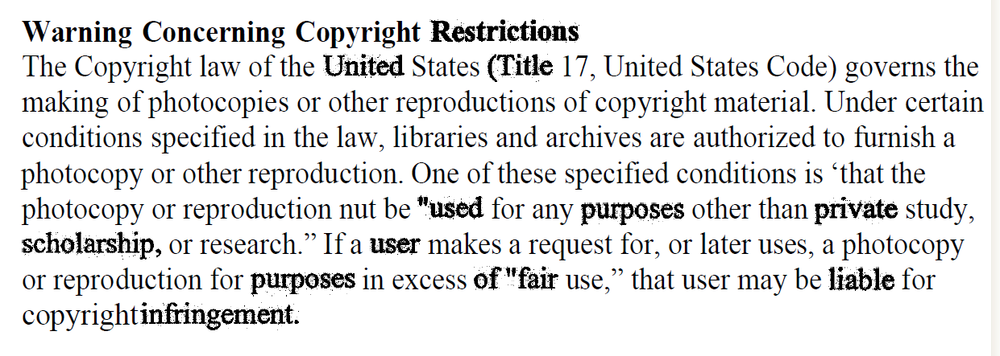 Warning Concerning Copyright Restrictions
The Copyright law of the United States (Title 17, United States Code) governs the
making of photocopies or other reproductions of copyright material. Under certain
conditions specified in the law, libraries and archives are authorized to furnish a
photocopy or other reproduction. One of these specified conditions is ‘that the
photocopy or reproduction nut be "used for any purposes other than private study,
scholarship, or research.” If a user makes a request for, or later uses, a photocopy
or reproduction for purposes in excess of "fair use,” that user may be liable for
copyright infringement.